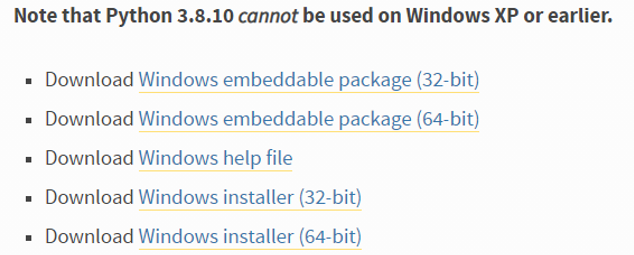 Note that Python 3.8.10 cannot be used on Windows XP or earlier.
Download Windows embeddable package (32-bit)
Download Windows embeddable package (64-bit)
Download Windows help file
Download Windows installer (32-bit)
Download Windows installer (64-bit)